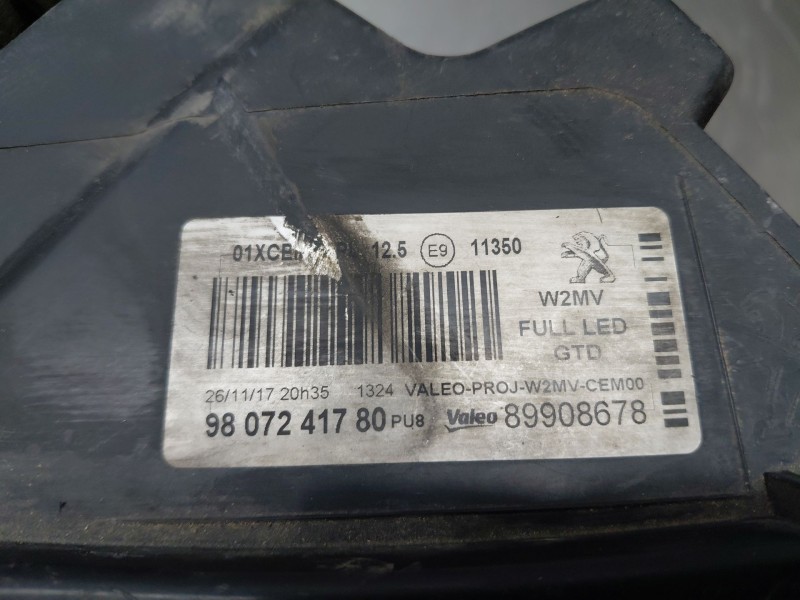 12.5 E9 11350
W2MV
FULL LED
GTD
26/11/17 20h35 1324 VALEO-PROJ-W2MV-CEM00
98 072 417 80 PU8 Valeo 89908678